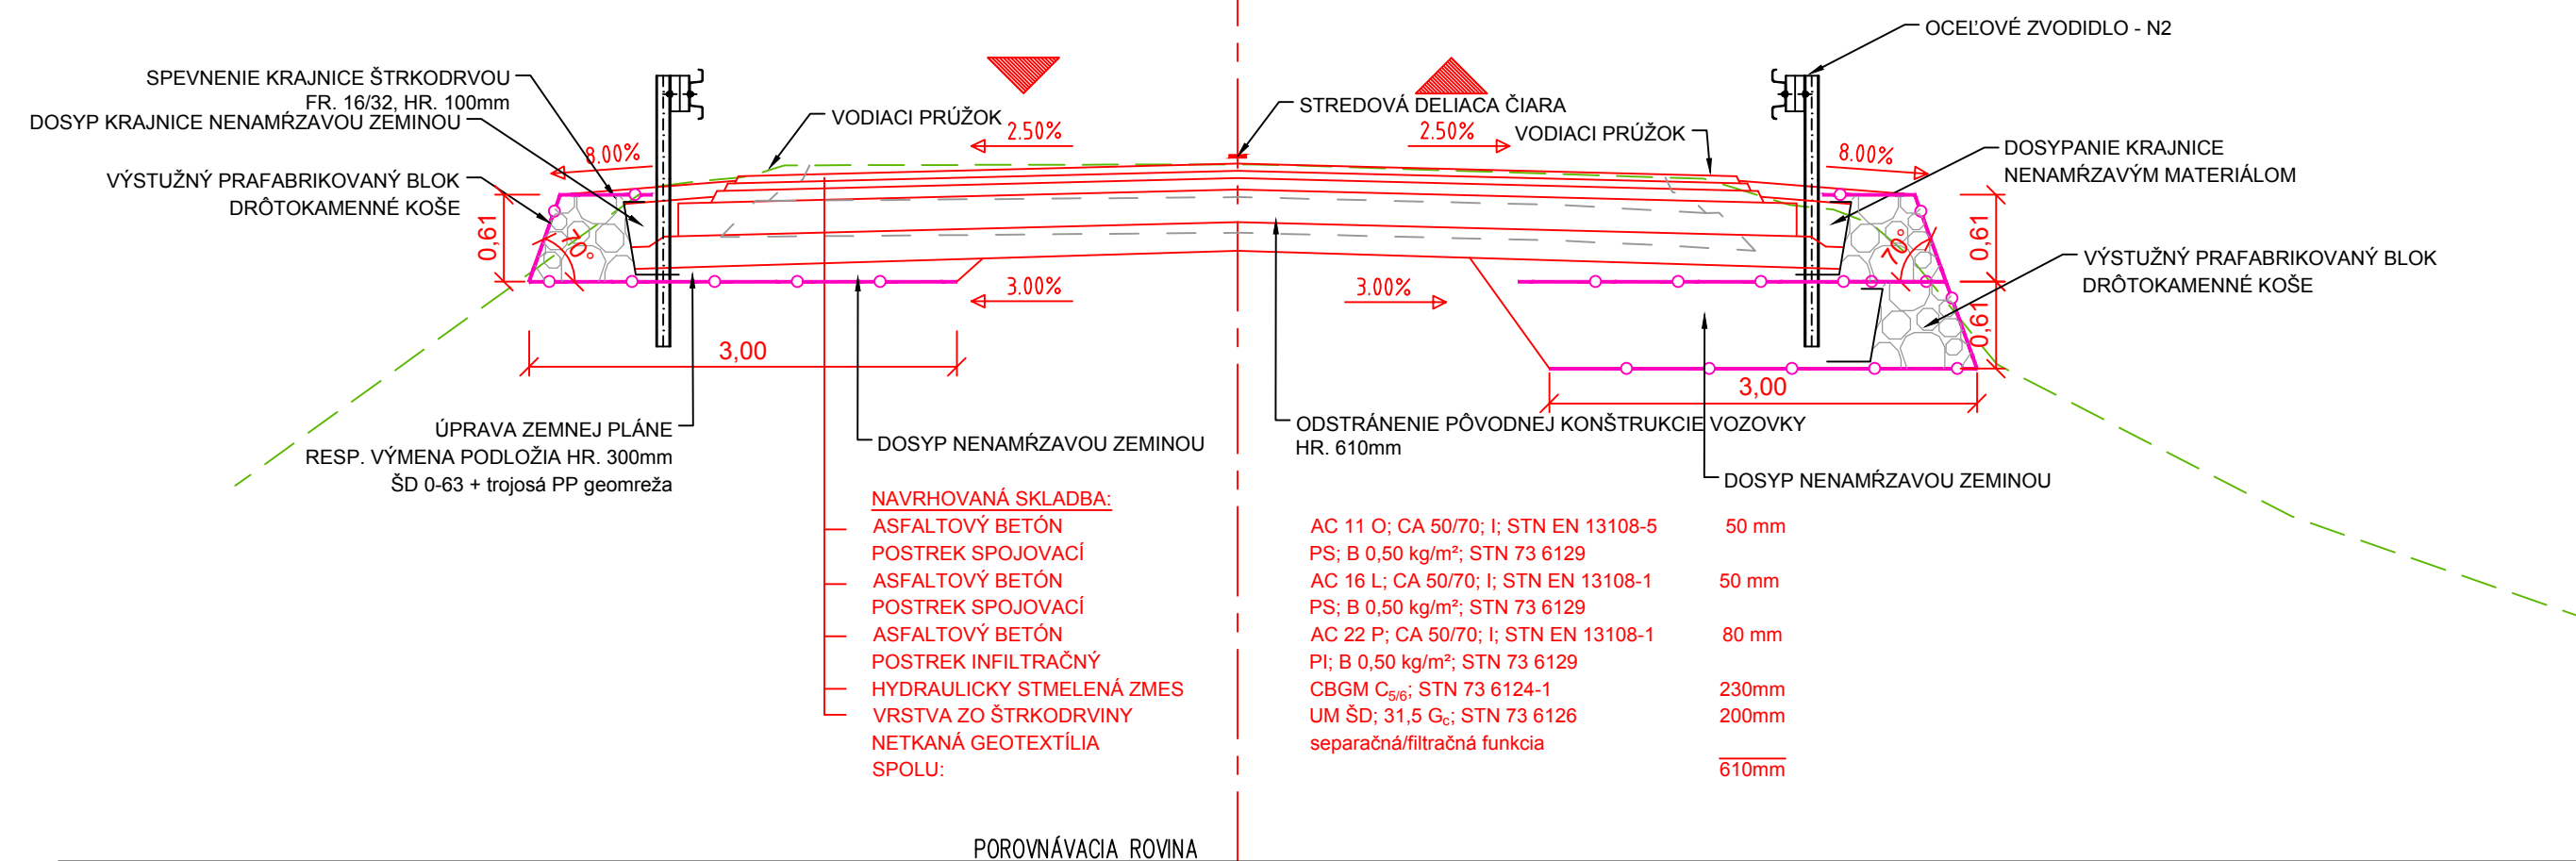 OCEĽOVÉ ZVODIDLO - N2
SPEVNENIE KRAJNICE ŠTRKODRVOU
FR. 16/32, HR. 100mm
DOSYP KRAJNICE NENAMŔZAVOU ZEMINOU
VÝSTUŽNÝ PRAFABRIKOVANÝ BLOK
DRÔTOKAMENNÉ KOŠE
VODIACI PRÚŽOK
STREDOVÁ DELIACA ČIARA
VODIACI PRÚŽOK
DOSYPANIE KRAJNICE
NENAMŔZAVÝM MATERIÁLOM
VÝSTUŽNÝ PRAFABRIKOVANÝ BLOK
DRÔTOKAMENNÉ KOŠE
8.00%
2.50%
2.50%
8.00%
0,61
70°
70°
0,61
0,61
3.00%
3.00%
3,00
3,00
ÚPRAVA ZEMNEJ PLÁNE
RESP. VÝMENA PODLOŽIA HR. 300mm
ŠD 0-63 + trojosá PP geomreža
DOSYP NENAMŔZAVOU ZEMINOU
ODSTRÁNENIE PÔVODNEJ KONŠTRUKCIE VOZOVKY
HR. 610mm
DOSYP NENAMŔZAVOU ZEMINOU
NAVRHOVANÁ SKLADBA:
ASFALTOVÝ BETÓN AC 11 O; CA 50/70; I; STN EN 13108-5 50 mm
POSTREK SPOJOVACÍ PS; B 0,50 kg/m²; STN 73 6129
ASFALTOVÝ BETÓN AC 16 L; CA 50/70; I; STN EN 13108-1 50 mm
POSTREK SPOJOVACÍ PS; B 0,50 kg/m²; STN 73 6129
ASFALTOVÝ BETÓN AC 22 P; CA 50/70; I; STN EN 13108-1 80 mm
POSTREK INFILTRAČNÝ PI; B 0,50 kg/m²; STN 73 6129
HYDRAULICKY STMELENÁ ZMES CBGM C5/6; STN 73 6124-1 230mm
VRSTVA ZO ŠTRKODRVINY UM ŠD; 31,5 Gc; STN 73 6126 200mm
NETKANÁ GEOTEXTÍLIA separačná/filtračná funkcia
SPOLU: 610mm
POROVNÁVACIA ROVINA